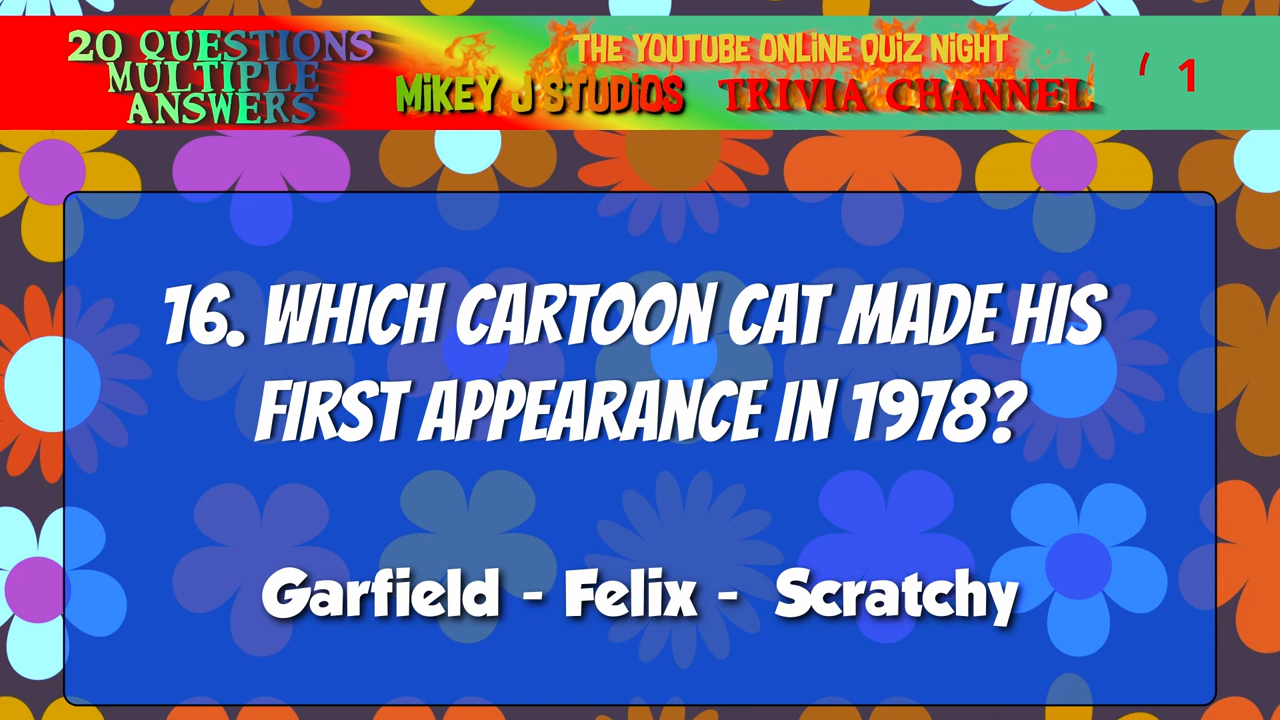 20 QUESTIONS
MULTIPLE
ANSWERS
THE YOUTUBE ONLINE QUIZ NIGHT
MIKEY J STUDIOS TRIVIA CHANNEL
1
16. WHICH CARTOON CAT MADE HIS
FIRST APPEARANCE IN 1978?
Garfield - Felix - Scratchy